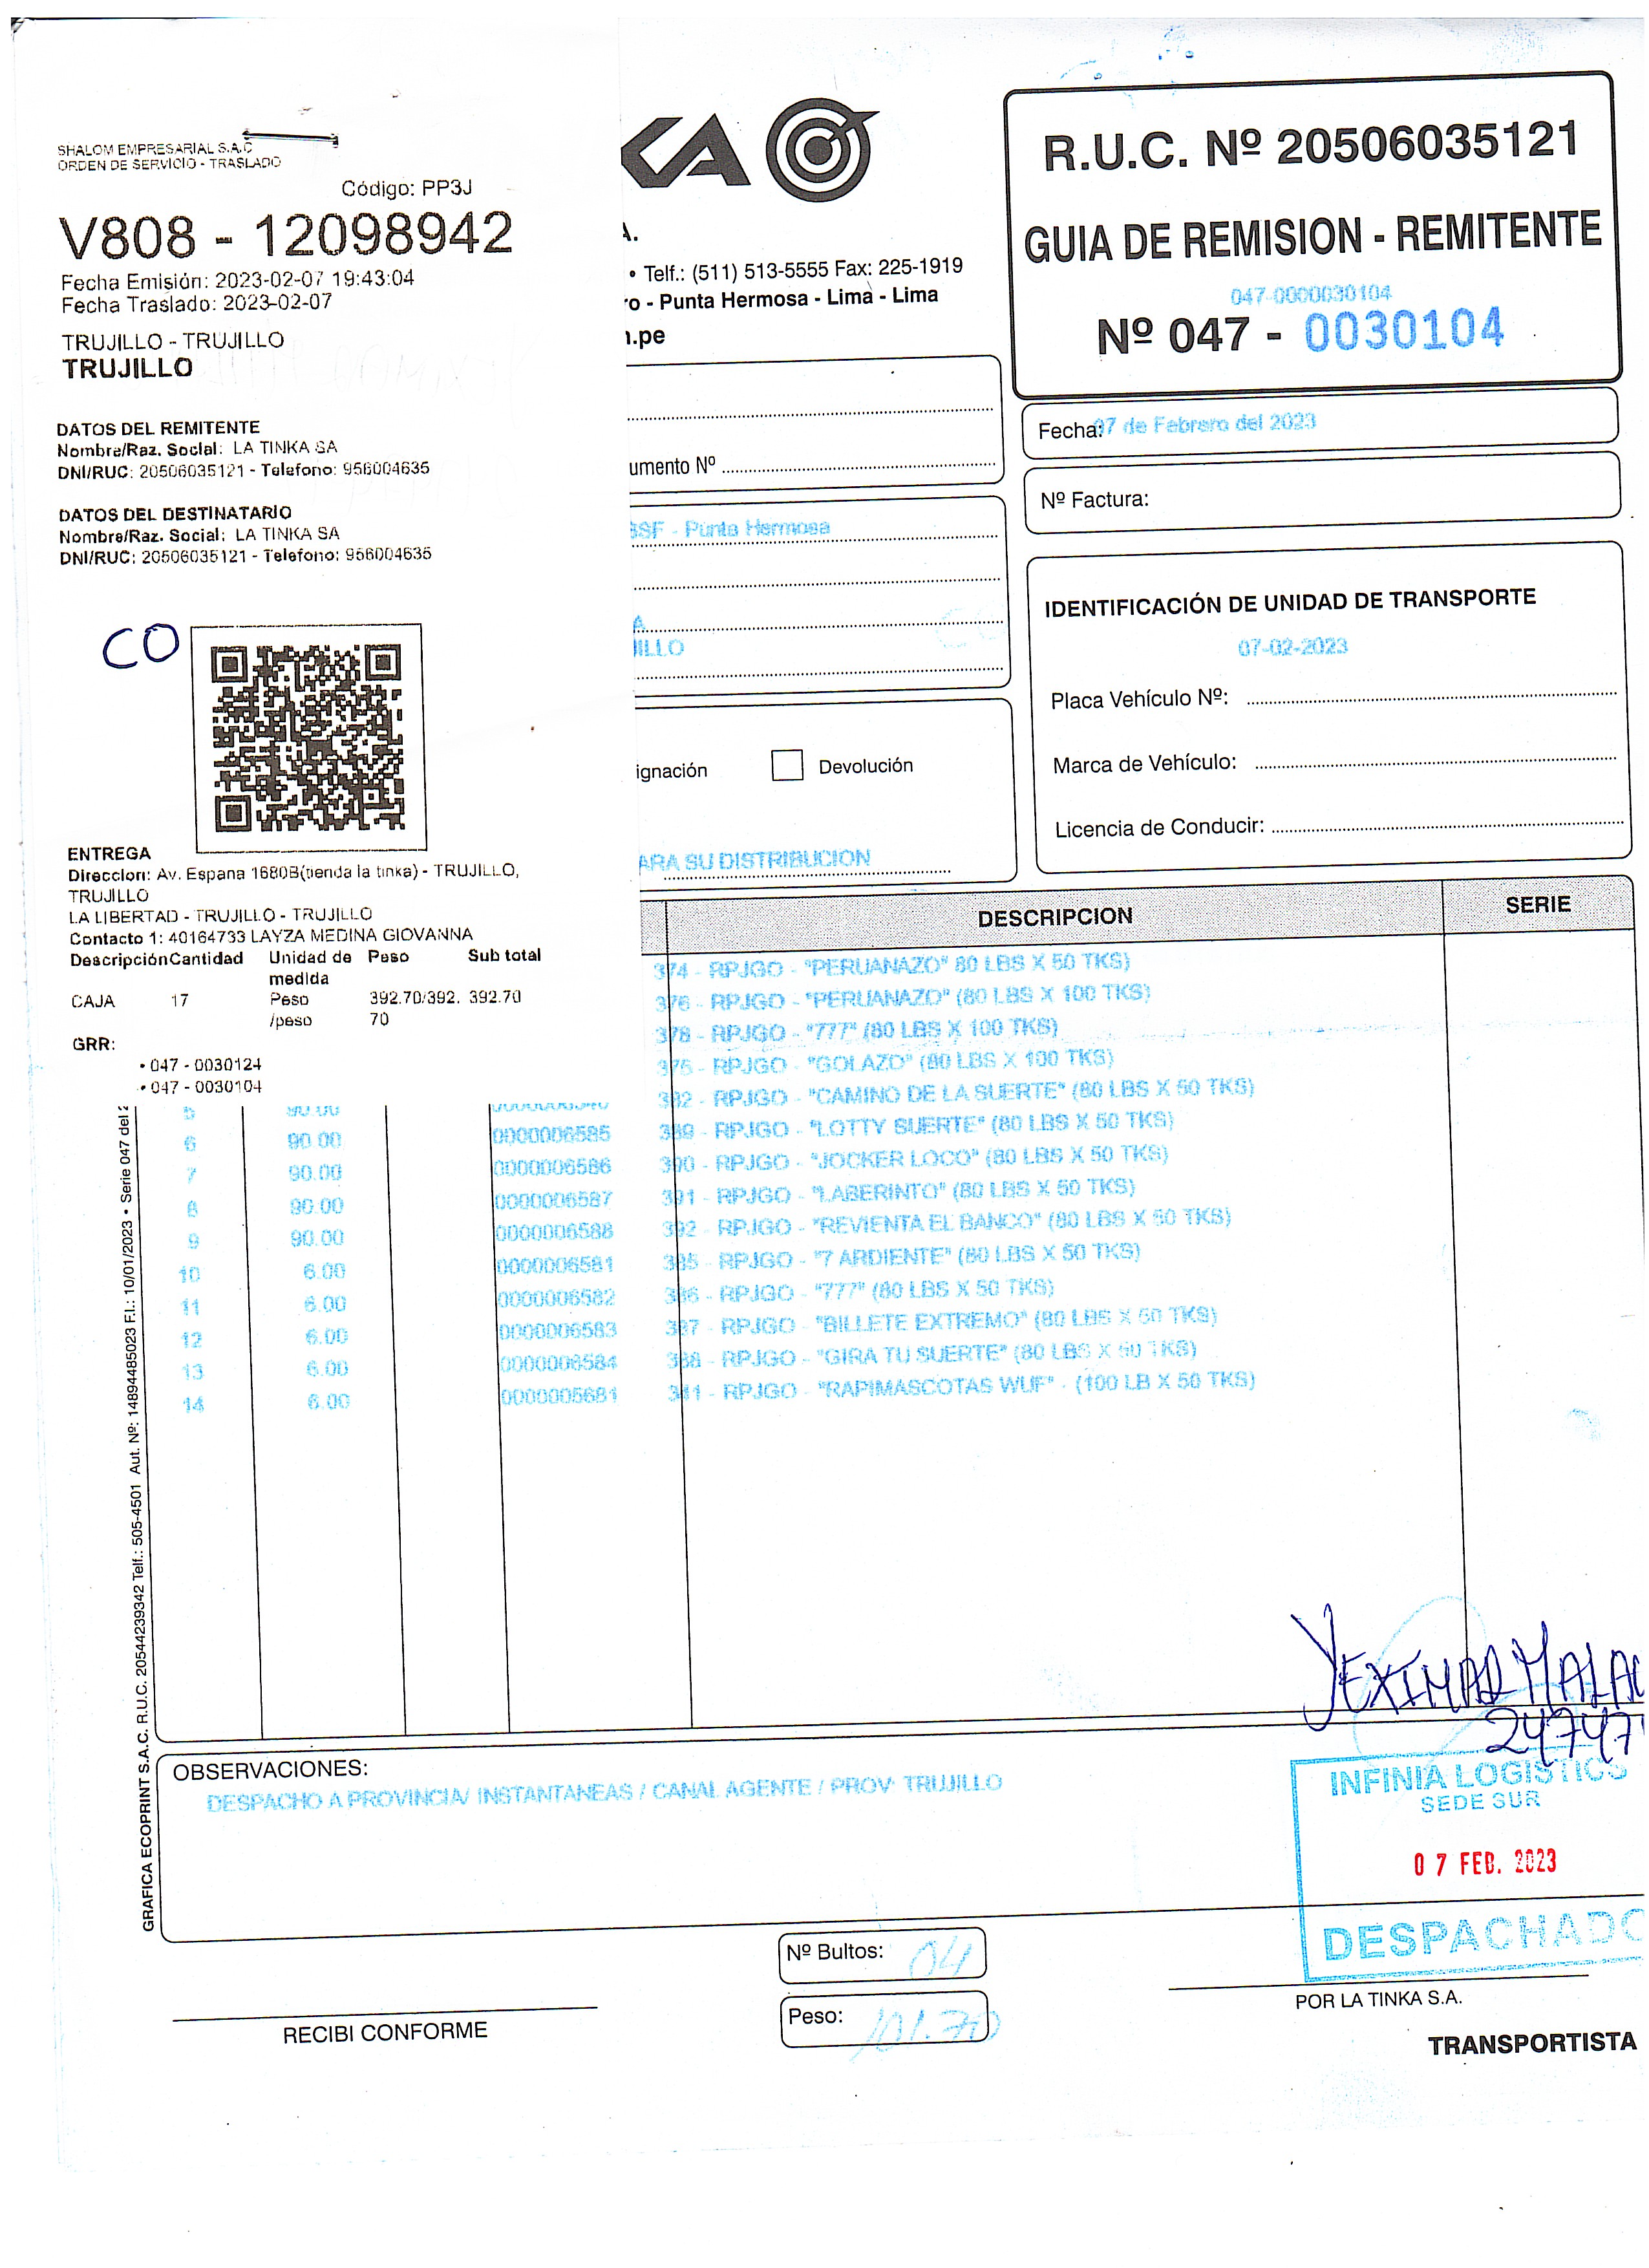 SHALOM EMPRESARIAL S.A.C
ORDEN DE SERVICIO - TRASLADO
Código: PP3J
V808 - 12098942
Fecha Emisión: 2023-02-07 19:43:04
Fecha Traslado: 2023-02-07
TRUJILLO - TRUJILLO
TRUJILLO
DATOS DEL REMITENTE
Nombre/Raz. Social: LA TINKA SA
DNI/RUC: 20506035121 - Telefono: 956004635
DATOS DEL DESTINATARIO
Nombre/Raz. Social: LA TINKA SA
DNI/RUC: 20506035121 - Telefono: 956004635
CO
ENTREGA
Direccion: Av. Espana 1680B(tienda la tinka) - TRUJILLO,
TRUJILLO
LA LIBERTAD - TRUJILLO - TRUJILLO
Contacto 1: 40164733 LAYZA MEDINA GIOVANNA
Descripción Cantidad Unidad de medida Peso Sub total
CAJA 17 Peso /peso 392.70/392.70 392.70
GRR:
• 047 - 0030124
• 047 - 0030104
KA
A.
• Telf.: (511) 513-5555 Fax: 225-1919
ro - Punta Hermosa - Lima - Lima
n.pe
R.U.C. Nº 20506035121
GUIA DE REMISION - REMITENTE
047-0000030104
Nº 047 - 0030104
Fecha: 07 de Febrero del 2023
umento Nº
Nº Factura:
BSF - Punta Hermosa
A
JILLO
IDENTIFICACIÓN DE UNIDAD DE TRANSPORTE
07-02-2023
Placa Vehículo Nº:
Marca de Vehículo:
Licencia de Conducir:
ignación Devolución
ARA SU DISTRIBUCION
DESCRIPCION SERIE
374 - RPJGO - "PERUANAZO" 80 LBS X 50 TKS)
376 - RPJGO - "PERUANAZO" (80 LBS X 100 TKS)
378 - RPJGO - "777" (80 LBS X 100 TKS)
375 - RPJGO - "GOLAZO" (80 LBS X 100 TKS)
5 90.00 382 - RPJGO - "CAMINO DE LA SUERTE" (80 LBS X 50 TKS)
6 90.00 0000006585 389 - RPJGO - "LOTTY SUERTE" (80 LBS X 50 TKS)
7 90.00 0000006586 390 - RPJGO - "JOCKER LOCO" (80 LBS X 50 TKS)
8 90.00 0000006587 391 - RPJGO - "LABERINTO" (80 LBS X 50 TKS)
9 90.00 0000006588 392 - RPJGO - "REVIENTA EL BANCO" (80 LBS X 50 TKS)
10 6.00 0000006581 385 - RPJGO - "7 ARDIENTE" (80 LBS X 50 TKS)
11 6.00 0000006582 386 - RPJGO - "777" (80 LBS X 50 TKS)
12 6.00 0000006583 387 - RPJGO - "BILLETE EXTREMO" (80 LBS X 50 TKS)
13 6.00 0000006584 388 - RPJGO - "GIRA TU SUERTE" (80 LBS X 50 TKS)
14 6.00 0000005681 341 - RPJGO - "RAPIMASCOTAS WUF" - (100 LB X 50 TKS)
GRAFICA ECOPRINT S.A.C. R.U.C. 20544239342 Telf.: 505-4501 Aut. Nº: 14894485023 F.I.: 10/01/2023 • Serie 047 del 2
YEXIMAR MALAU
24747
OBSERVACIONES:
DESPACHO A PROVINCIA/ INSTANTANEAS / CANAL AGENTE / PROV: TRUJILLO
INFINIA LOGISTICS
SEDE SUR
07 FEB. 2023
DESPACHADO
Nº Bultos: 04
Peso: 101.70
RECIBI CONFORME
POR LA TINKA S.A.
TRANSPORTISTA